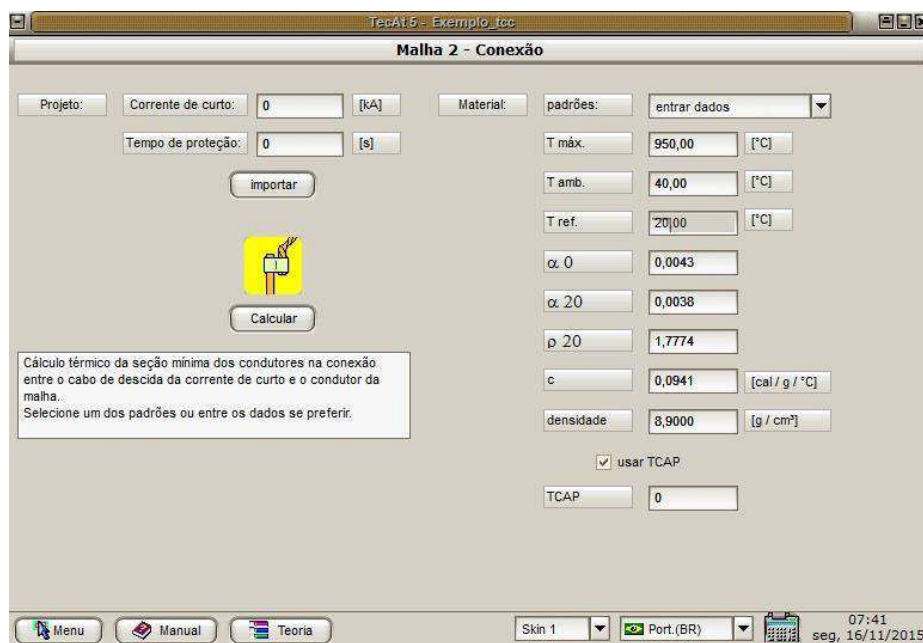 TecAt 5 - Exemplo_tcc
Malha 2 - Conexão
Projeto: Corrente de curto: 0 [kA] Material: padrões: entrar dados
Tempo de proteção: 0 [s] T máx. 950,00 [°C]
importar T amb. 40,00 [°C]
T ref. 20,00 [°C]
α 0 0,0043
Calcular α 20 0,0038
ρ 20 1,7774
Cálculo térmico da seção mínima dos condutores na conexão
entre o cabo de descida da corrente de curto e o condutor da
malha.
Selecione um dos padrões ou entre os dados se preferir.
c 0,0941 [cal / g / °C]
densidade 8,9000 [g / cm³]
usar TCAP
TCAP 0
Menu Manual Teoria Skin 1 Port.(BR) 07:41
seg, 16/11/2015